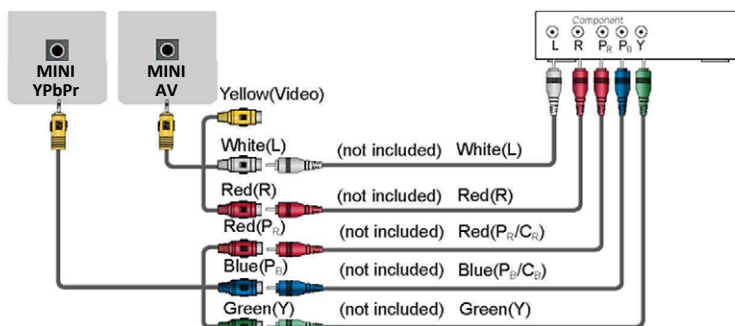 Component
L R PR PB Y
MINI
YPbPr
MINI
AV
Yellow(Video)
White(L) (not included) White(L)
Red(R) (not included) Red(R)
Red(PR) (not included) Red(PR/CR)
Blue(PB) (not included) Blue(PB/CB)
Green(Y) (not included) Green(Y)